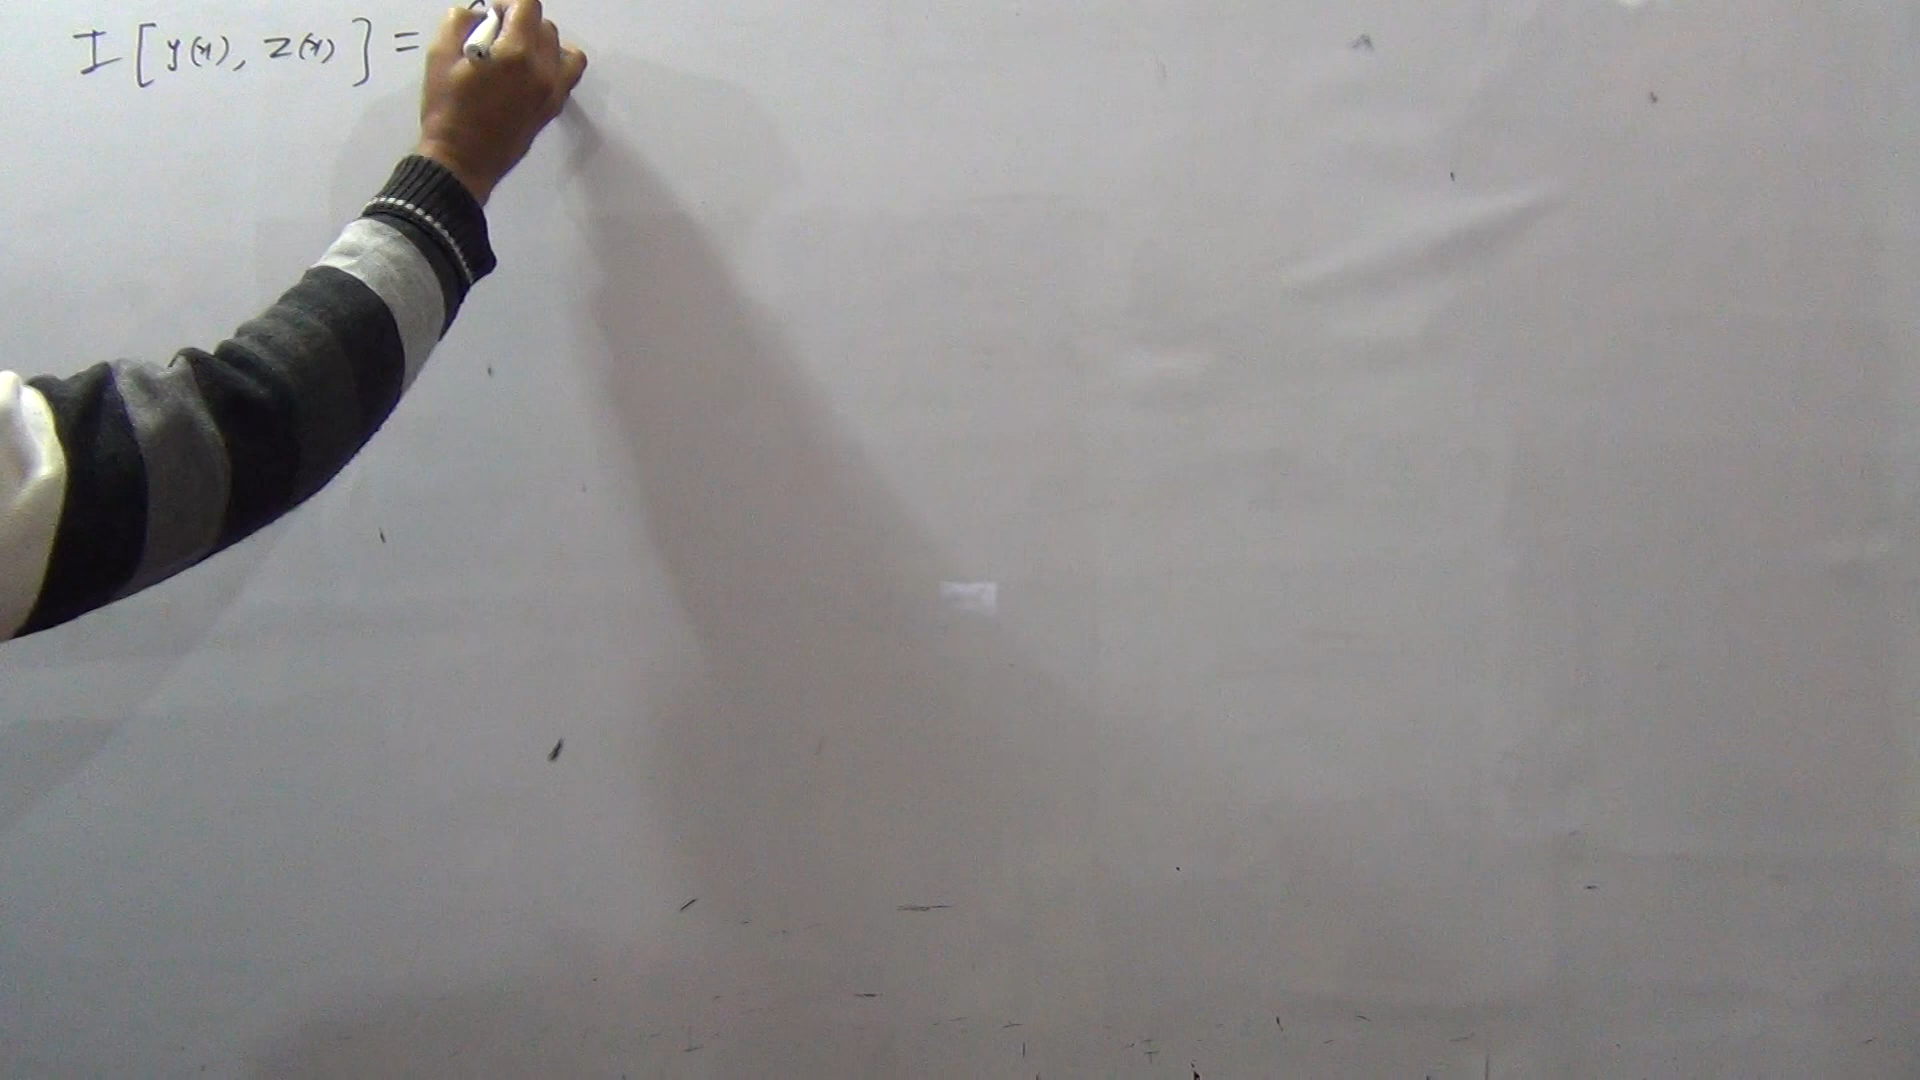 I [y(x), z(x)] =